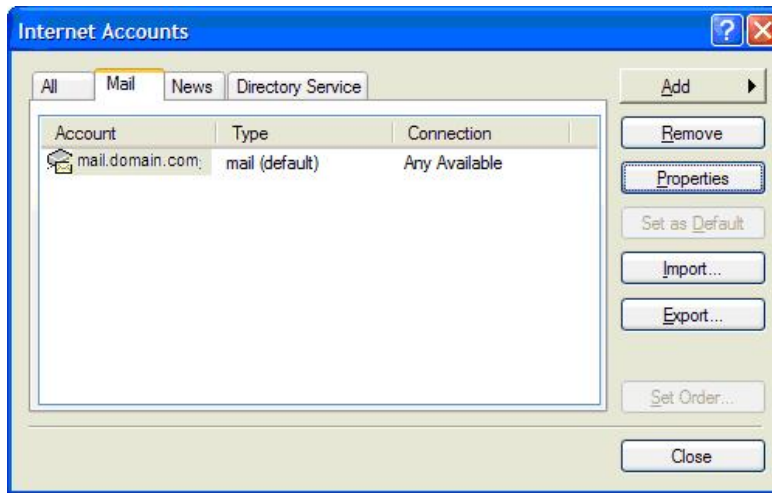 Internet Accounts
All Mail News Directory Service
Add
Account Type Connection
Remove
mail.domain.com mail (default) Any Available
Properties
Set as Default
Import...
Export...
Set Order...
Close